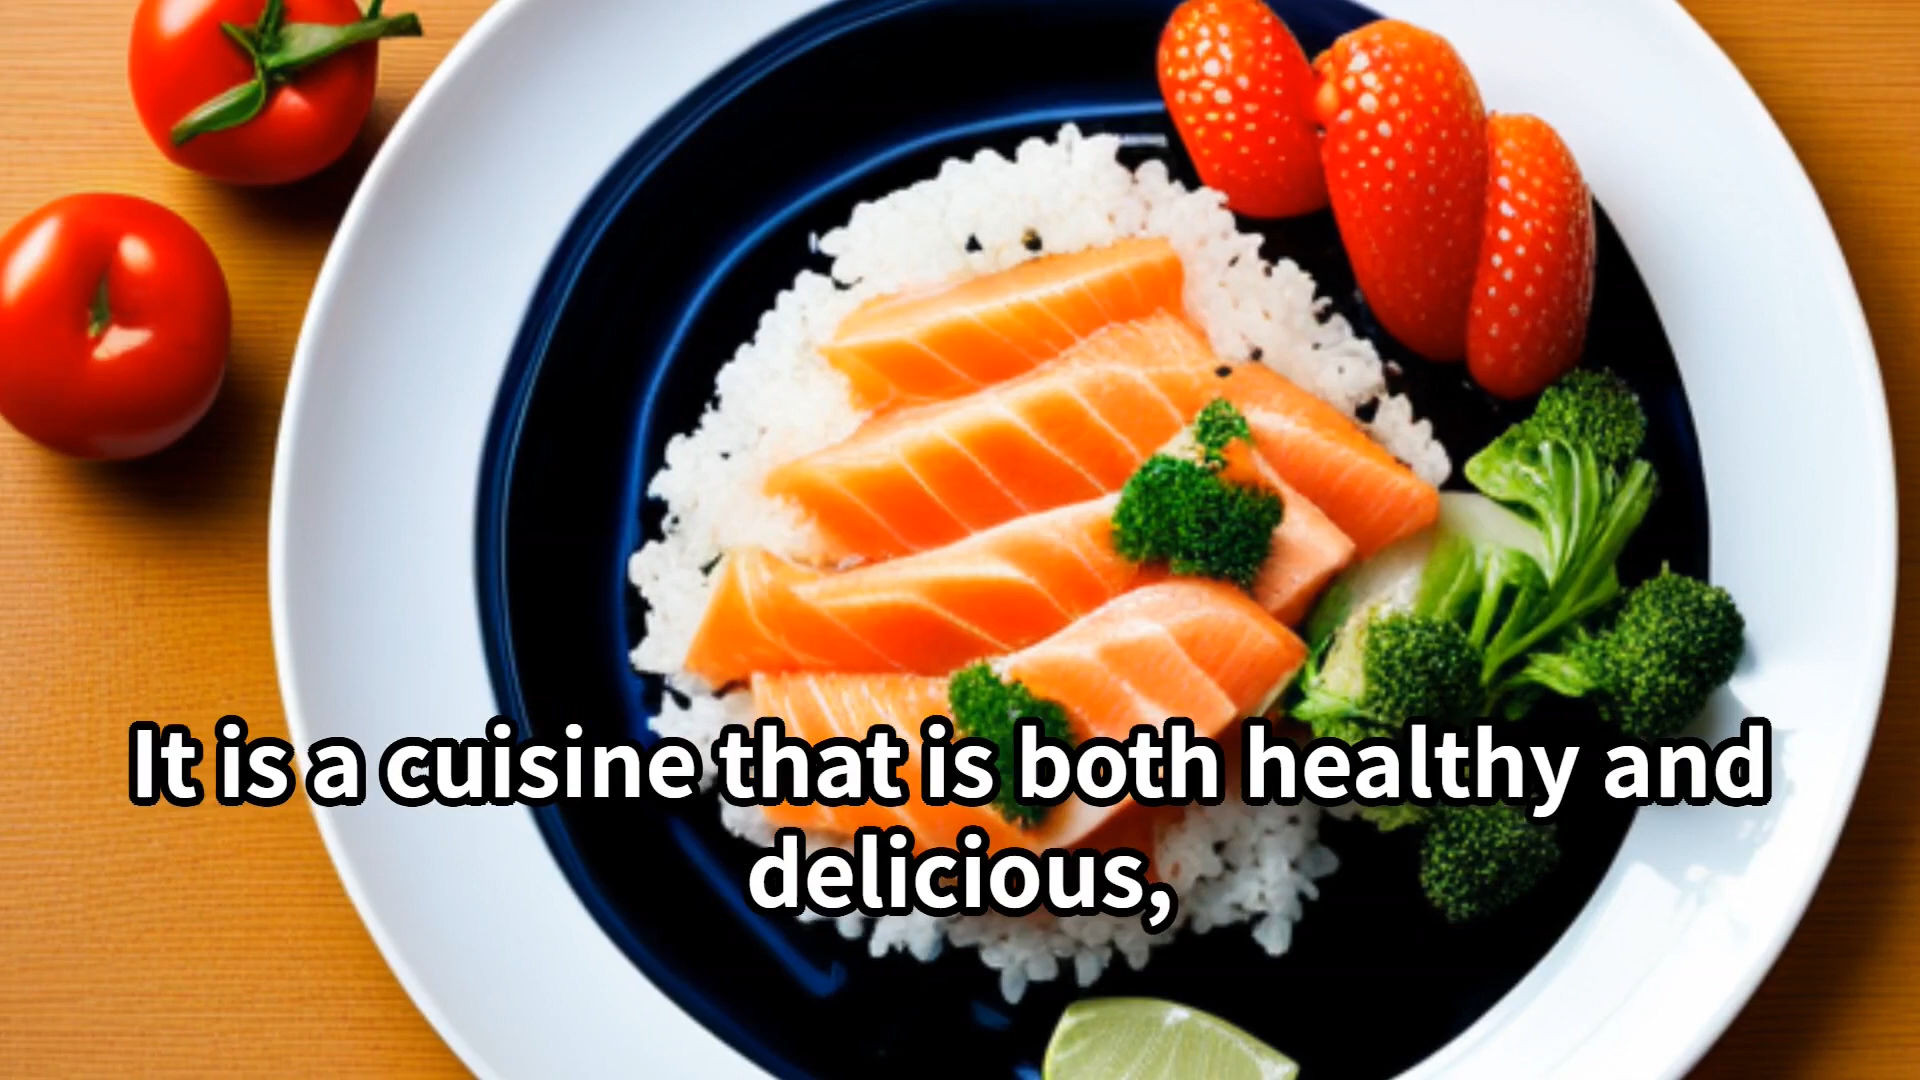 It is a cuisine that is both healthy and
delicious,